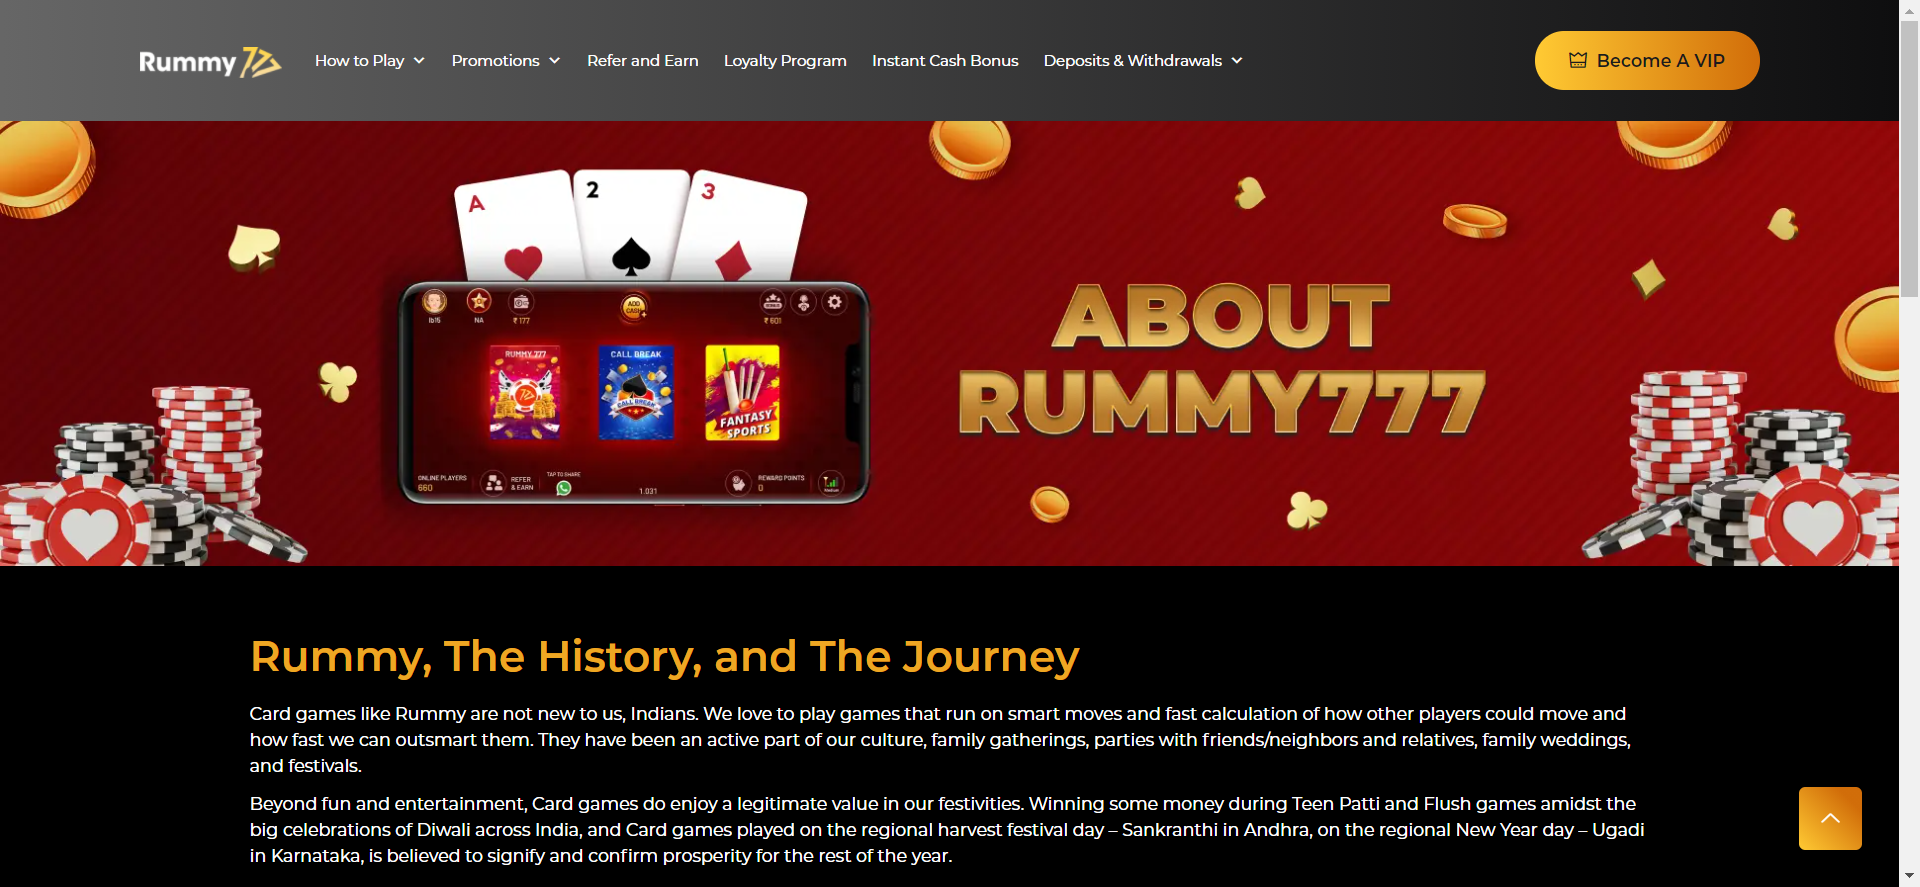 Rummy 77
How to Play
Promotions
Refer and Earn
Loyalty Program
Instant Cash Bonus
Deposits & Withdrawals
Become A VIP
A
2
3
lb15
NA
₹ 177
ADD
CASH
₹ 601
RUMMY 777
CALL BREAK
CALL BREAK
FANTASY
SPORTS
ONLINE PLAYERS
660
REFER
& EARN
TAP TO SHARE
1.031
REWARD POINTS
0
ABOUT
RUMMY777
Rummy, The History, and The Journey
Card games like Rummy are not new to us, Indians. We love to play games that run on smart moves and fast calculation of how other players could move and
how fast we can outsmart them. They have been an active part of our culture, family gatherings, parties with friends/neighbors and relatives, family weddings,
and festivals.
Beyond fun and entertainment, Card games do enjoy a legitimate value in our festivities. Winning some money during Teen Patti and Flush games amidst the
big celebrations of Diwali across India, and Card games played on the regional harvest festival day – Sankranthi in Andhra, on the regional New Year day – Ugadi
in Karnataka, is believed to signify and confirm prosperity for the rest of the year.